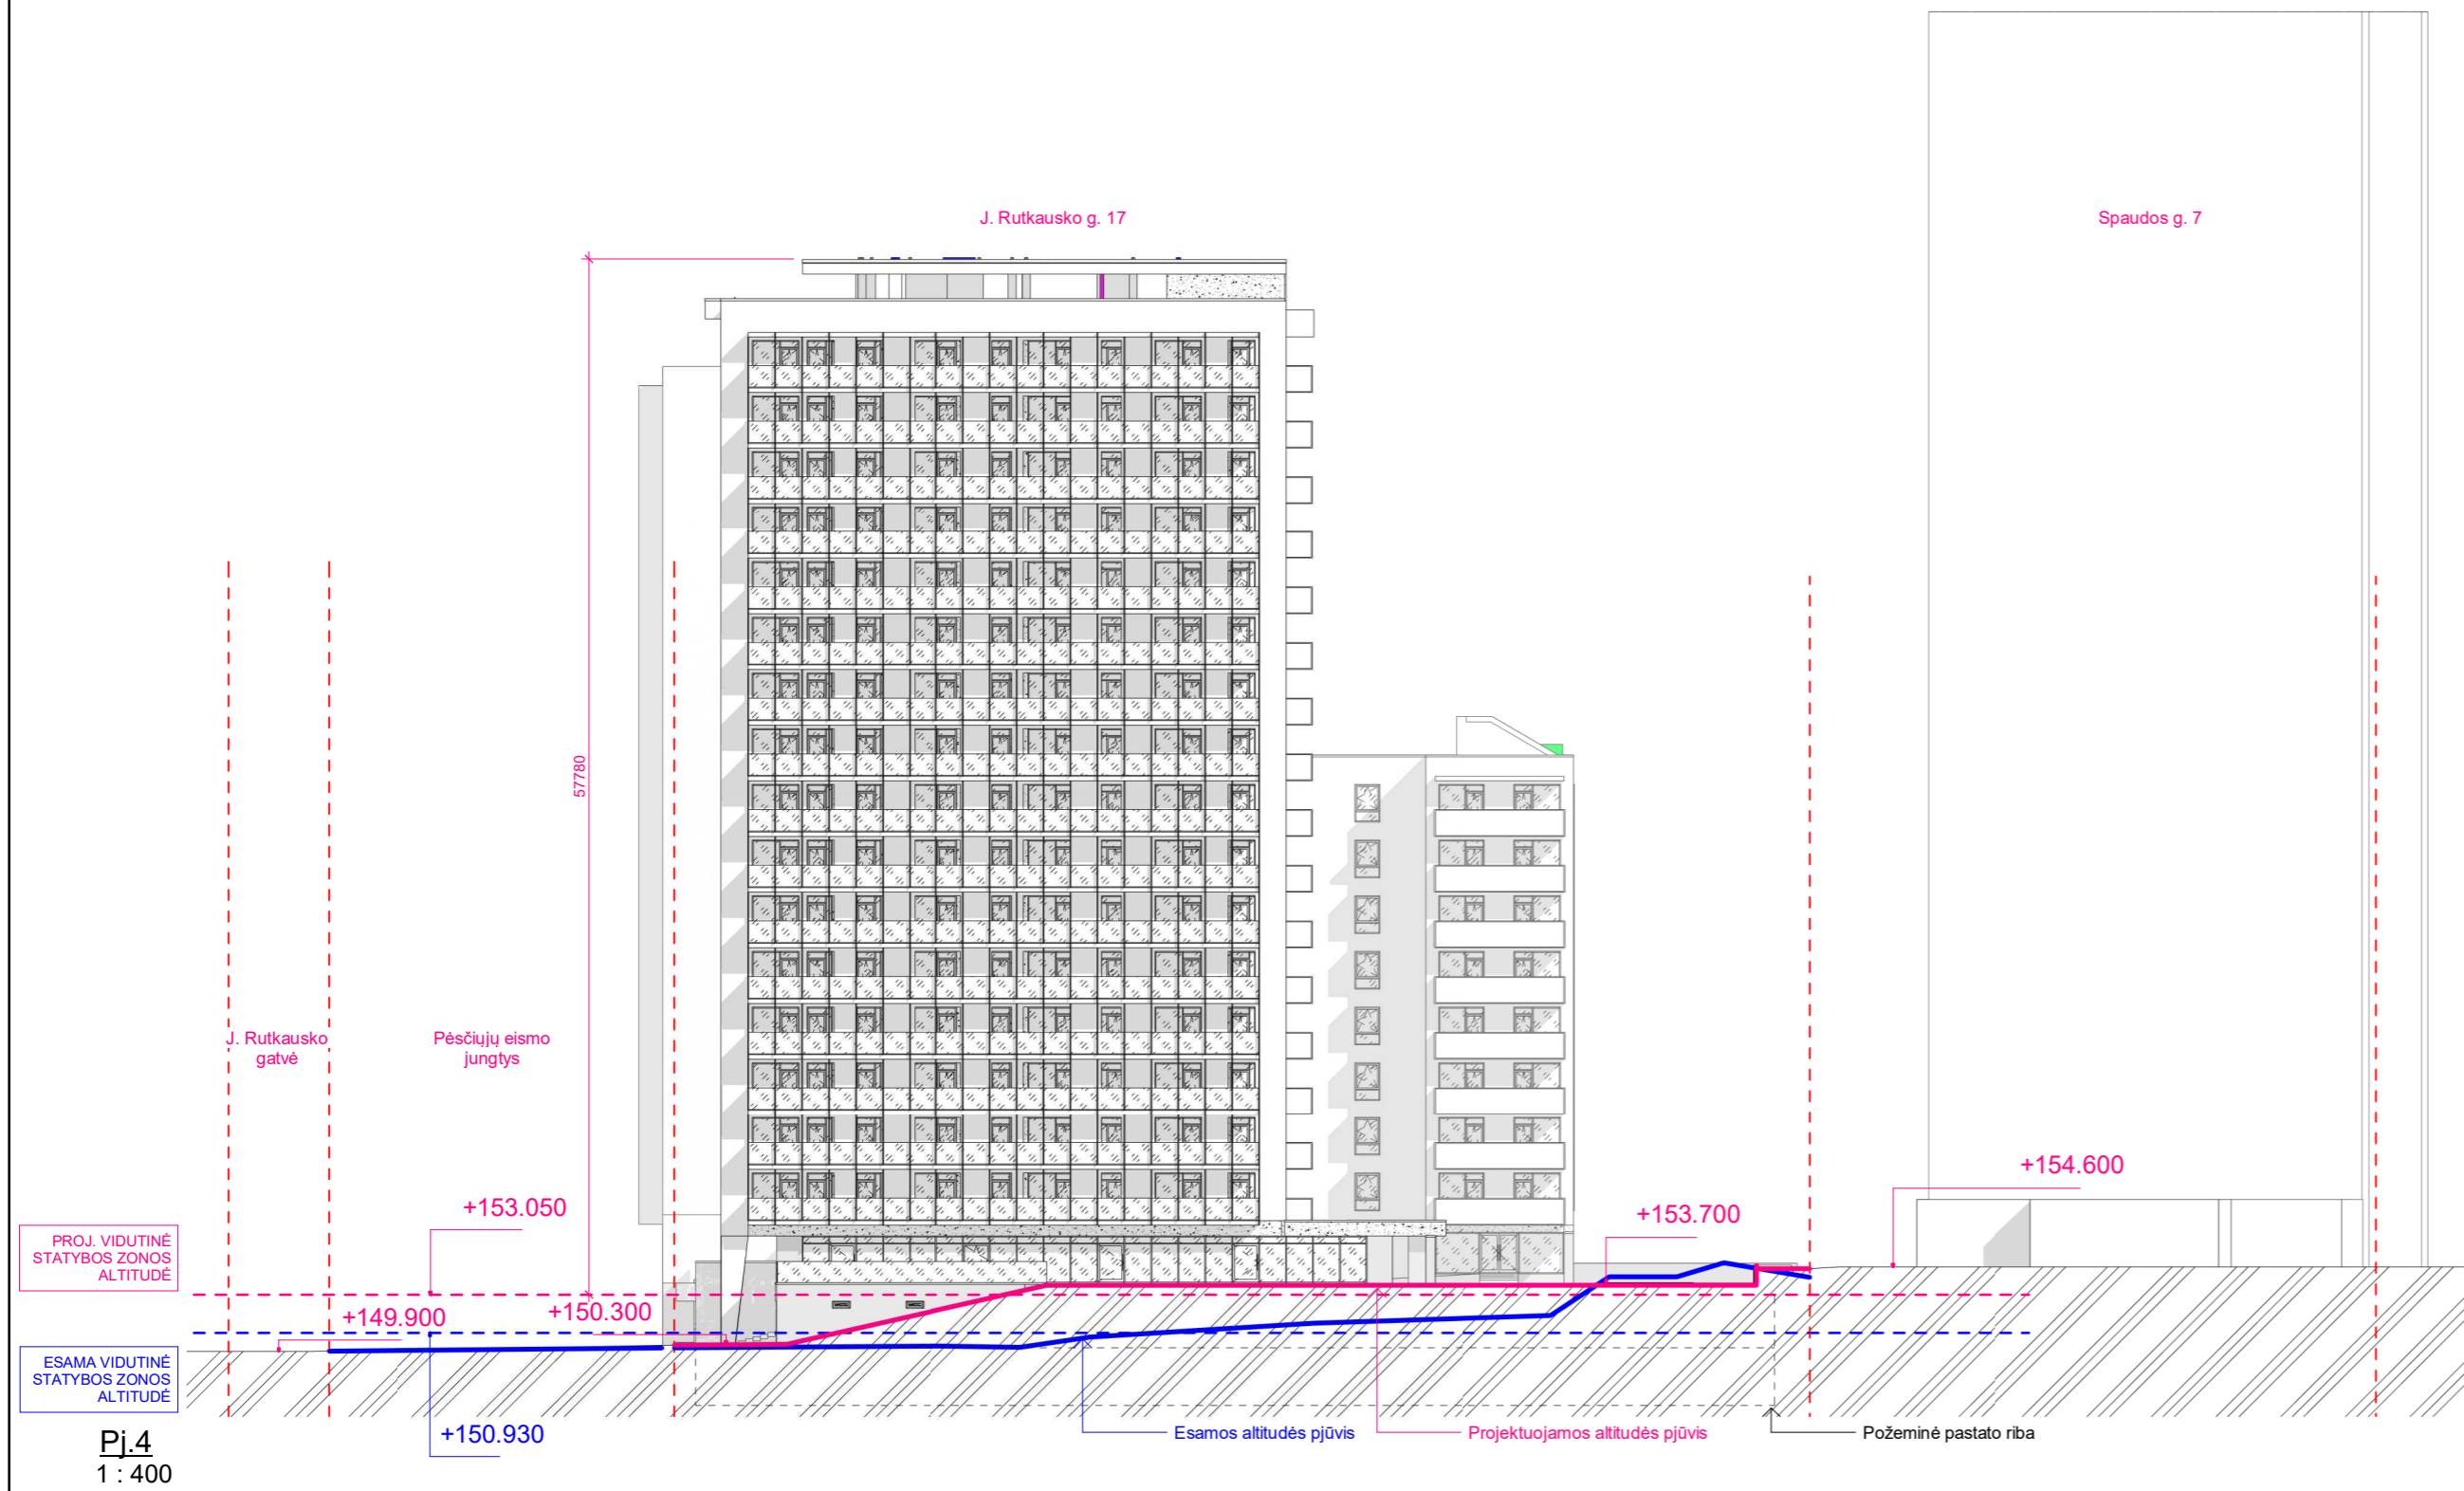 J. Rutkausko g. 17
Spaudos g. 7
57780
J. Rutkausko
gatvė
Pėsčiųjų eismo
jungtys
+154.600
+153.050
+153.700
PROJ. VIDUTINĖ
STATYBOS ZONOS
ALTITUDĖ
+149.900
+150.300
ESAMA VIDUTINĖ
STATYBOS ZONOS
ALTITUDĖ
+150.930
Esamos altitudės pjūvis
Projektuojamos altitudės pjūvis
Požeminė pastato riba
Pj.4
1 : 400